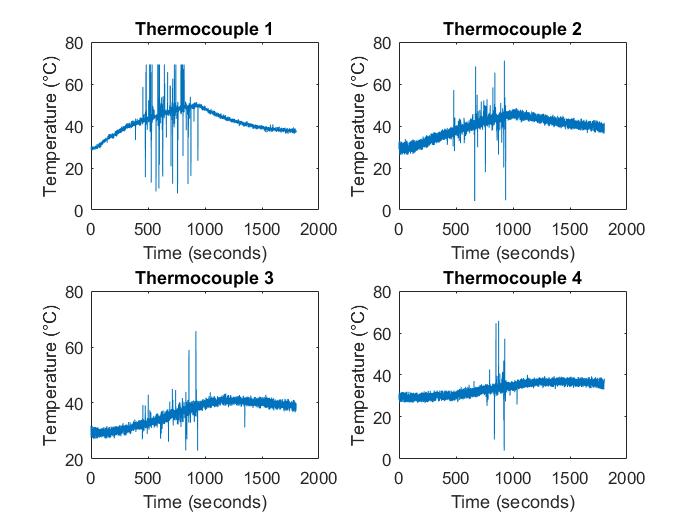 Thermocouple 1
80
60
40
20
0
Temperature (°C)
0 500 1000 1500 2000
Time (seconds)
Thermocouple 2
80
60
40
20
0
Temperature (°C)
0 500 1000 1500 2000
Time (seconds)
Thermocouple 3
80
60
40
20
Temperature (°C)
0 500 1000 1500 2000
Time (seconds)
Thermocouple 4
80
60
40
20
0
Temperature (°C)
0 500 1000 1500 2000
Time (seconds)